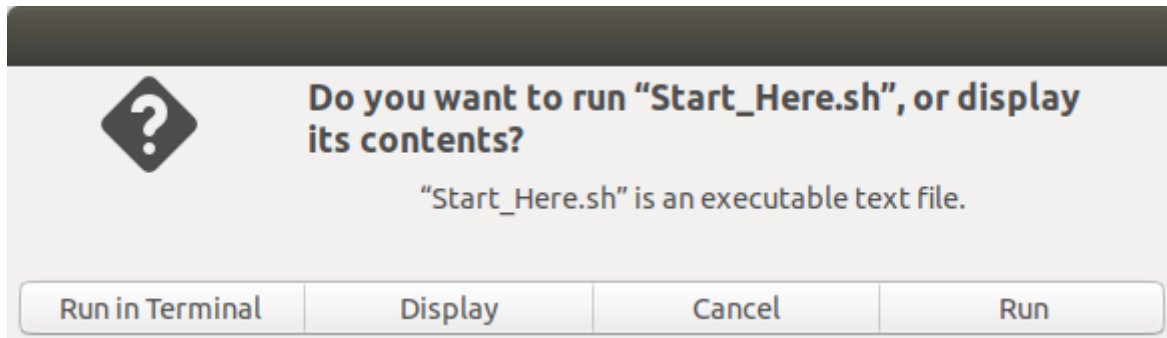 Do you want to run “Start_Here.sh”, or display
its contents?
“Start_Here.sh” is an executable text file.
Run in Terminal
Display
Cancel
Run